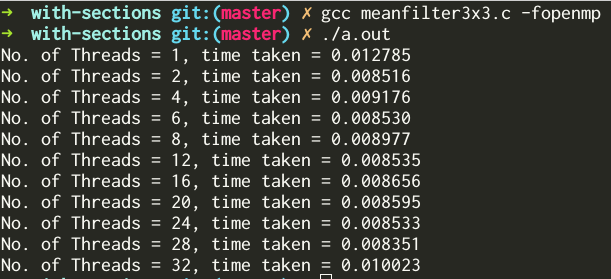 ➜  with-sections git:(master) ✗ gcc meanfilter3x3.c -fopenmp
➜  with-sections git:(master) ✗ ./a.out
No. of Threads = 1, time taken = 0.012785
No. of Threads = 2, time taken = 0.008516
No. of Threads = 4, time taken = 0.009176
No. of Threads = 6, time taken = 0.008530
No. of Threads = 8, time taken = 0.008977
No. of Threads = 12, time taken = 0.008535
No. of Threads = 16, time taken = 0.008656
No. of Threads = 20, time taken = 0.008595
No. of Threads = 24, time taken = 0.008533
No. of Threads = 28, time taken = 0.008351
No. of Threads = 32, time taken = 0.010023